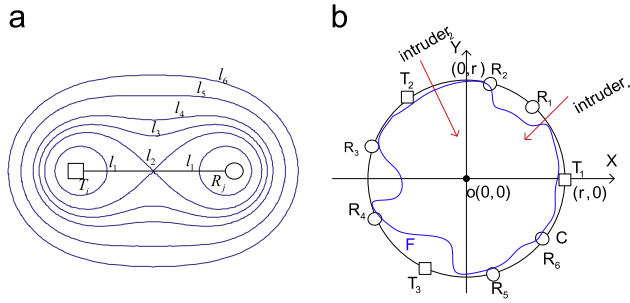 a
l₆
l₅
l₄
l₃
l₁ l₂ l₁
Tᵢ Rⱼ
b
intruder₂
Y
(0,r) R₂
T₂
R₁
intruder
R₃
X
T₁
o(0,0) (r,0)
R₄
F C
R₆
T₃ R₅